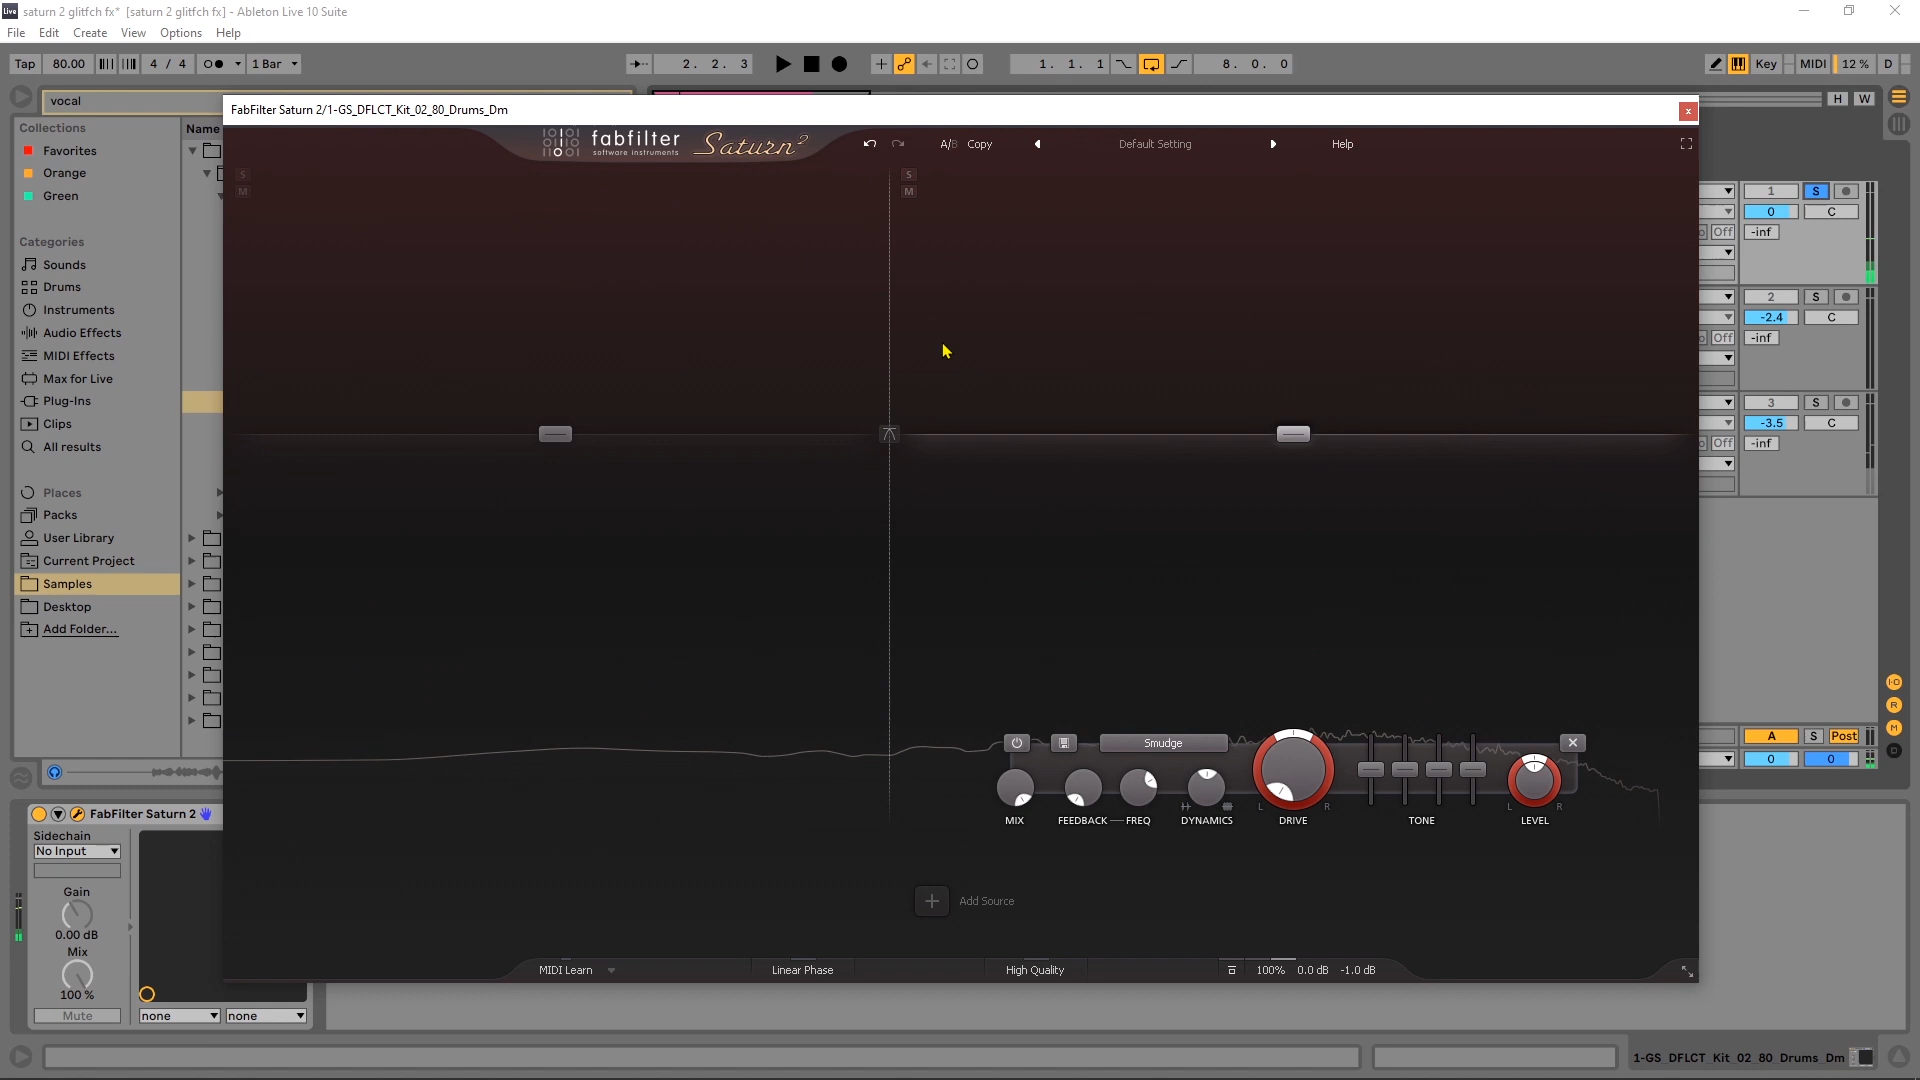 Live saturn 2 glitfch fx* [saturn 2 glitfch fx] - Ableton Live 10 Suite
File Edit Create View Options Help
Tap 80.00 4 / 4 1 Bar 2. 2. 3 1. 1. 1 8. 0. 0 Key MIDI 12 % D
vocal
H W
FabFilter Saturn 2/1-GS_DFLCT_Kit_02_80_Drums_Dm
x
Collections
Name
Favorites
Orange
Green
fabfilter
software instruments
Saturn 2
A/B Copy Default Setting Help
S
M
S
M
Categories
Sounds
Drums
Instruments
Audio Effects
MIDI Effects
Max for Live
Plug-Ins
Clips
All results
Places
Packs
User Library
Current Project
Samples
Desktop
Add Folder...
1 S
0 C
Off -inf
2 S
-2.4 C
Off -inf
3 S
-3.5 C
Off -inf
A S Post
0 0
I·O
R
M
D
Smudge
L R L R
MIX FEEDBACK FREQ DYNAMICS DRIVE TONE LEVEL
Add Source
MIDI Learn Linear Phase High Quality 100% 0.0 dB -1.0 dB
FabFilter Saturn 2
Sidechain
No Input
Gain
0.00 dB
Mix
100 %
Mute none none
1-GS_DFLCT_Kit_02_80_Drums_Dm